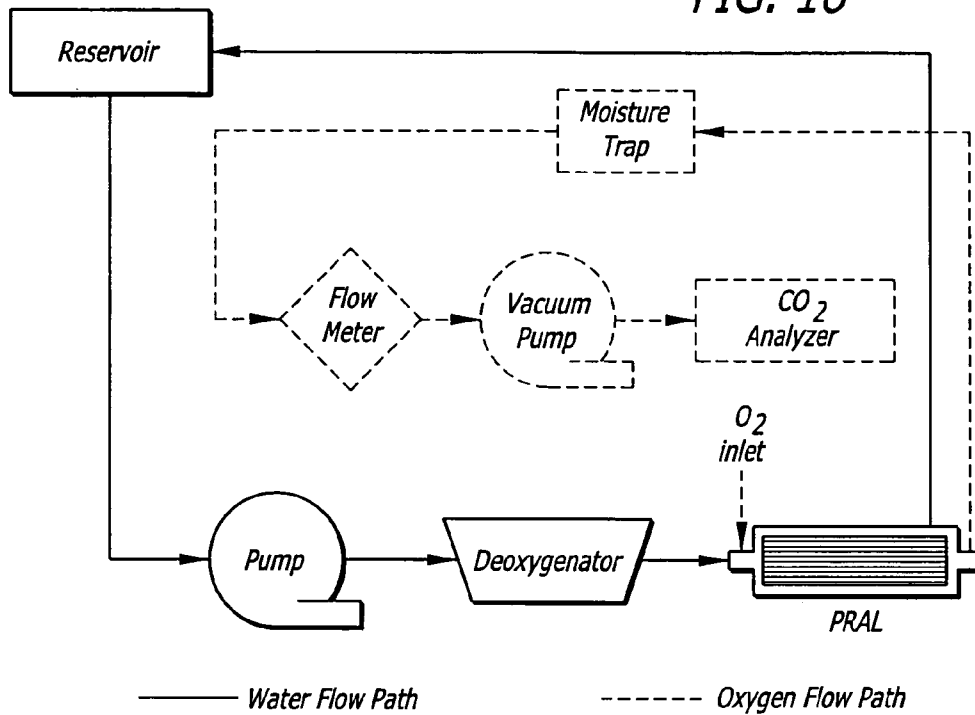 FIG. 10
Reservoir
Moisture
Trap
Flow
Meter
Vacuum
Pump
CO2
Analyzer
O2
inlet
Pump
Deoxygenator
PRAL
Water Flow Path
Oxygen Flow Path